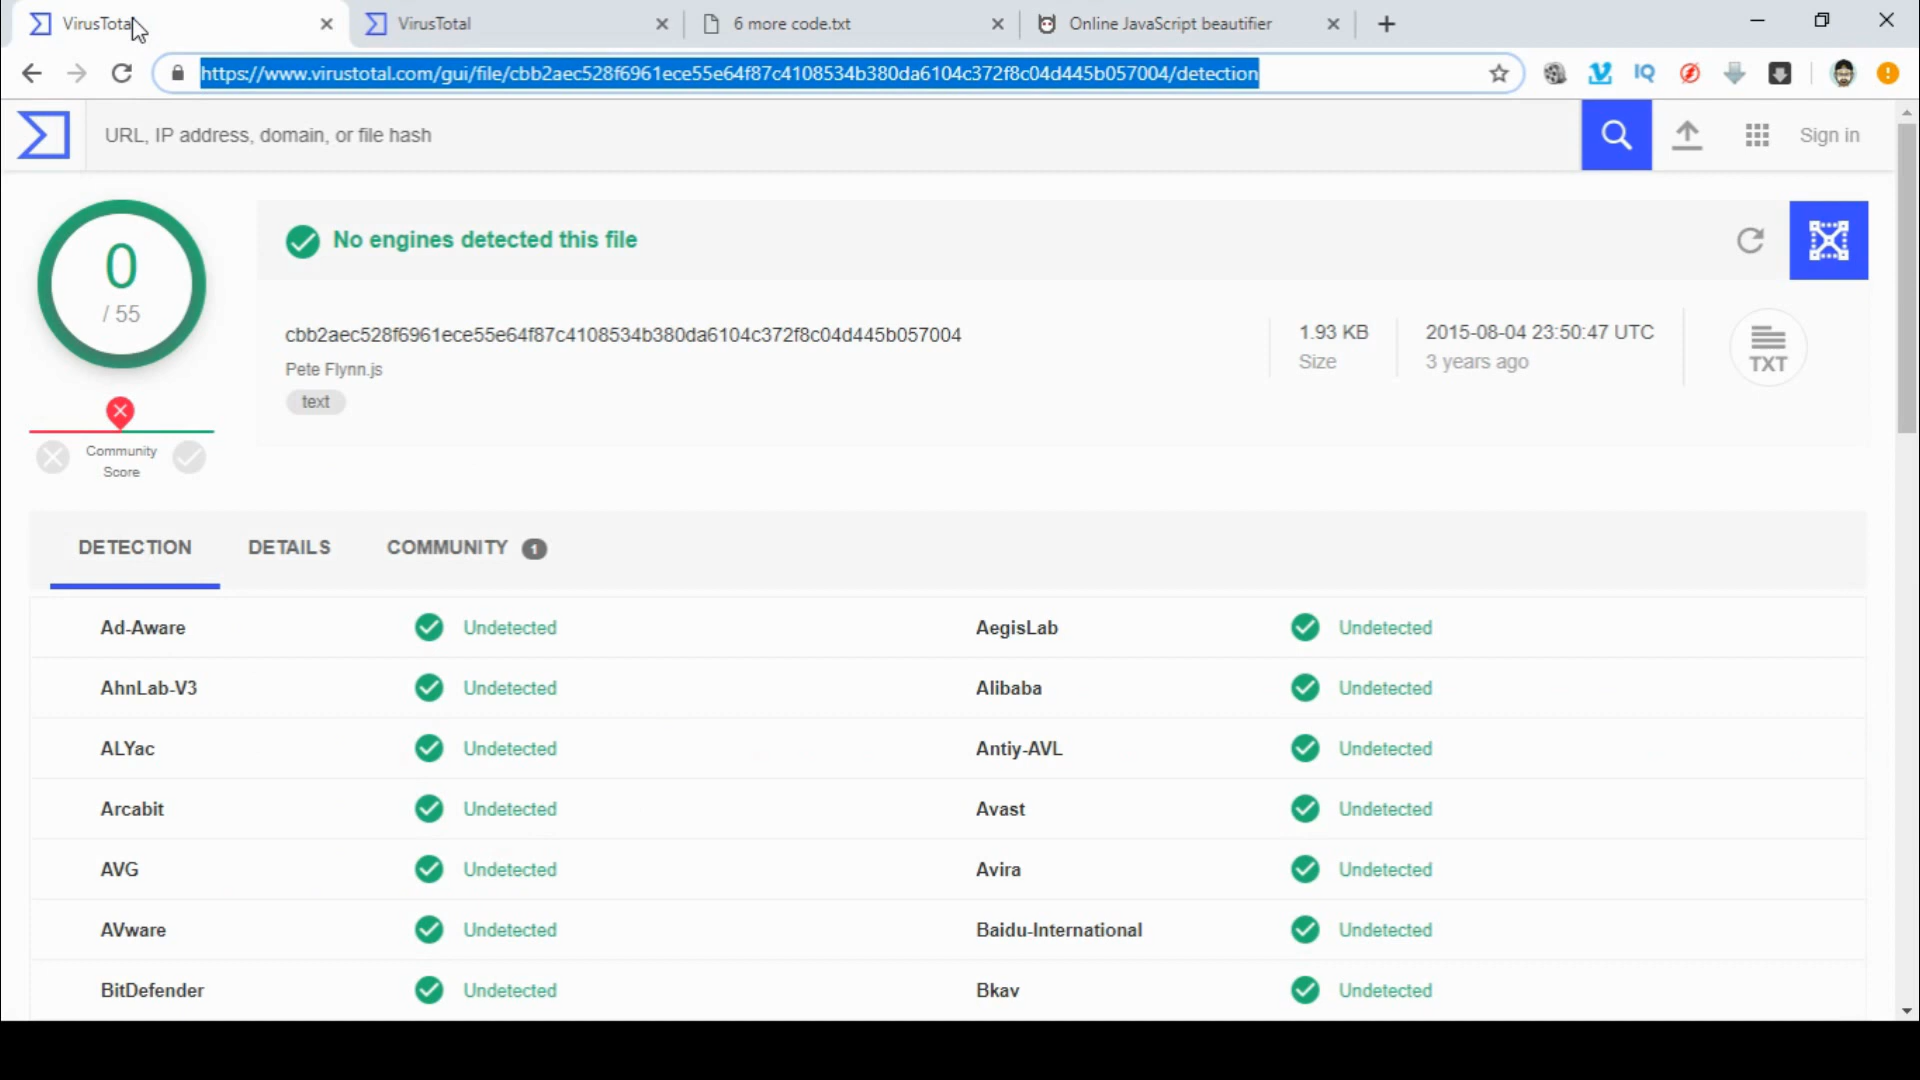 VirusTotal
VirusTotal
6 more code.txt
Online JavaScript beautifier
https://www.virustotal.com/gui/file/cbb2aec528f6961ece55e64f87c4108534b380da6104c372f8c04d445b057004/detection
IQ
URL, IP address, domain, or file hash
Sign in
0
/ 55
No engines detected this file
cbb2aec528f6961ece55e64f87c4108534b380da6104c372f8c04d445b057004
Pete Flynn.js
text
1.93 KB
Size
2015-08-04 23:50:47 UTC
3 years ago
TXT
Community
Score
DETECTION
DETAILS
COMMUNITY 1
Ad-Aware Undetected AegisLab Undetected
AhnLab-V3 Undetected Alibaba Undetected
ALYac Undetected Antiy-AVL Undetected
Arcabit Undetected Avast Undetected
AVG Undetected Avira Undetected
AVware Undetected Baidu-International Undetected
BitDefender Undetected Bkav Undetected